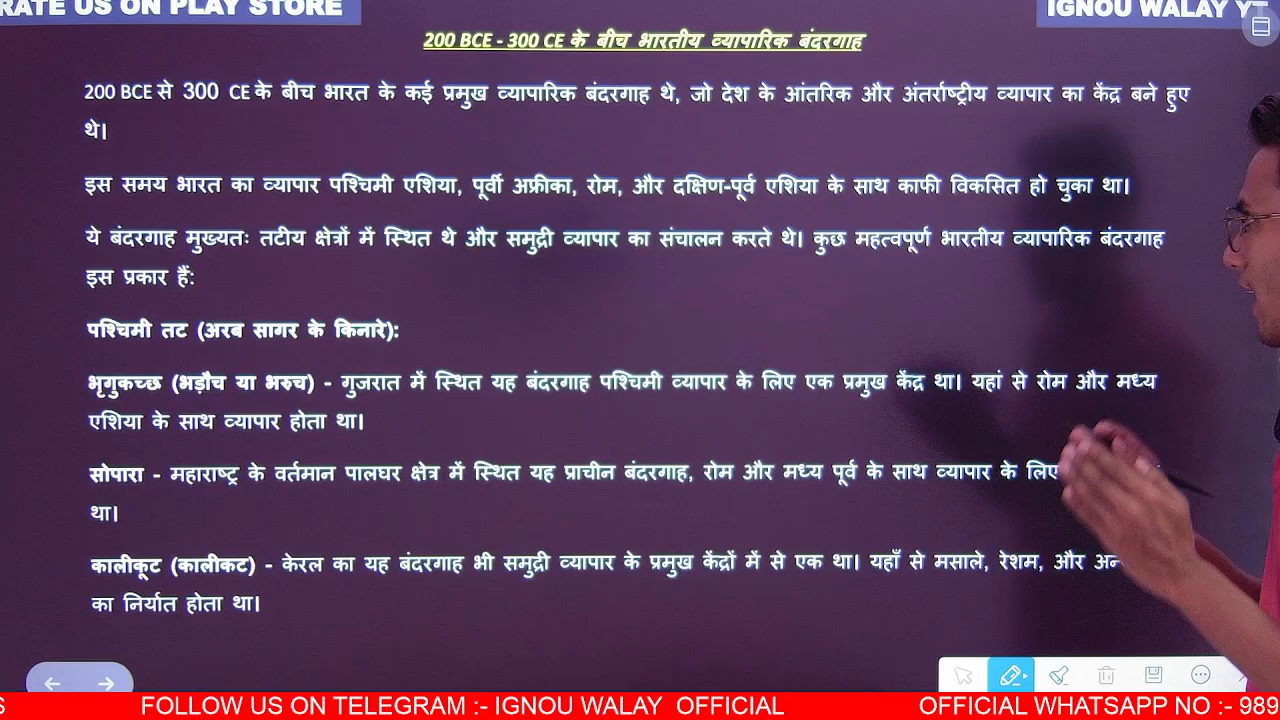 RATE US ON PLAY STORE
IGNOU WALAY YT
200 BCE - 300 CE के बीच भारतीय व्यापारिक बंदरगाह
200 BCE से 300 CE के बीच भारत के कई प्रमुख व्यापारिक बंदरगाह थे, जो देश के आंतरिक और अंतर्राष्ट्रीय व्यापार का केंद्र बने हुए
थे।
इस समय भारत का व्यापार पश्चिमी एशिया, पूर्वी अफ्रीका, रोम, और दक्षिण-पूर्व एशिया के साथ काफी विकसित हो चुका था।
ये बंदरगाह मुख्यतः तटीय क्षेत्रों में स्थित थे और समुद्री व्यापार का संचालन करते थे। कुछ महत्वपूर्ण भारतीय व्यापारिक बंदरगाह
इस प्रकार हैं:
पश्चिमी तट (अरब सागर के किनारे):
भृगुकच्छ (भड़ौच या भरुच) - गुजरात में स्थित यह बंदरगाह पश्चिमी व्यापार के लिए एक प्रमुख केंद्र था। यहां से रोम और मध्य
एशिया के साथ व्यापार होता था।
सोपारा - महाराष्ट्र के वर्तमान पालघर क्षेत्र में स्थित यह प्राचीन बंदरगाह, रोम और मध्य पूर्व के साथ व्यापार के लिए
था।
कालीकूट (कालीकट) - केरल का यह बंदरगाह भी समुद्री व्यापार के प्रमुख केंद्रों में से एक था। यहाँ से मसाले, रेशम, और
का निर्यात होता था।
S FOLLOW US ON TELEGRAM :- IGNOU WALAY OFFICIAL OFFICIAL WHATSAPP NO :- 989